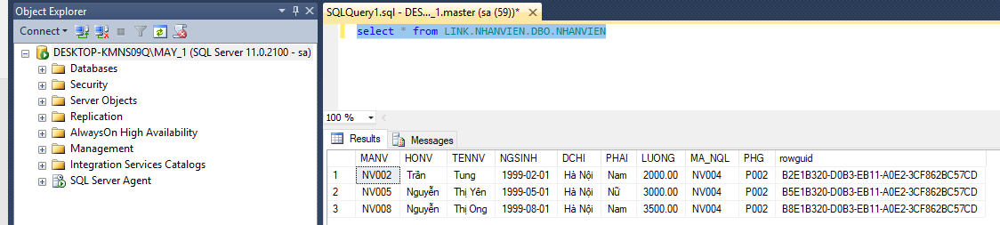 Object Explorer
Connect
DESKTOP-KMNS09Q\MAY_1 (SQL Server 11.0.2100 - sa)
Databases
Security
Server Objects
Replication
AlwaysOn High Availability
Management
Integration Services Catalogs
SQL Server Agent
SQLQuery1.sql - DES..._1.master (sa (59))*
select * from LINK.NHANVIEN.DBO.NHANVIEN
100 %
Results Messages
MANV HONV TENNV NGSINH DCHI PHAI LUONG MA_NQL PHG rowguid
1 NV002 Trần Tung 1999-02-01 Hà Nội Nam 2000.00 NV004 P002 B2E1B320-D0B3-EB11-A0E2-3CF862BC57CD
2 NV005 Nguyễn Thị Yên 1999-05-01 Hà Nội Nữ 3000.00 NV004 P002 B5E1B320-D0B3-EB11-A0E2-3CF862BC57CD
3 NV008 Nguyễn Thị Ong 1999-08-01 Hà Nội Nam 3500.00 NV004 P002 B8E1B320-D0B3-EB11-A0E2-3CF862BC57CD